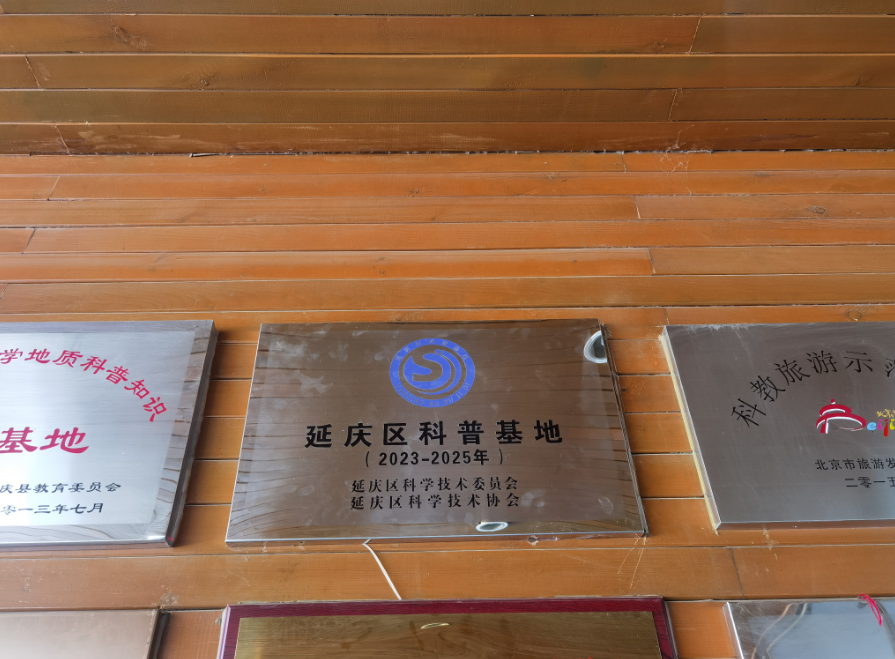 学地质科普知识
基地
庆县教育委员会
零一三年七月
延庆区科普基地
（2023-2025年）
延庆区科学技术委员会
延庆区科学技术协会
科教旅游示
Bei
北京市旅游发
二零一五